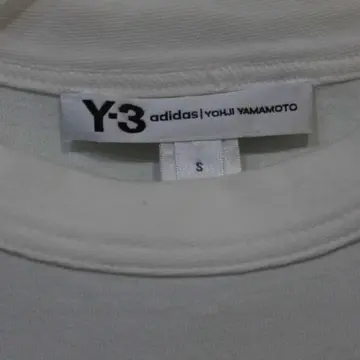 Y-3 adidas | YOHJI YAMAMOTO
S